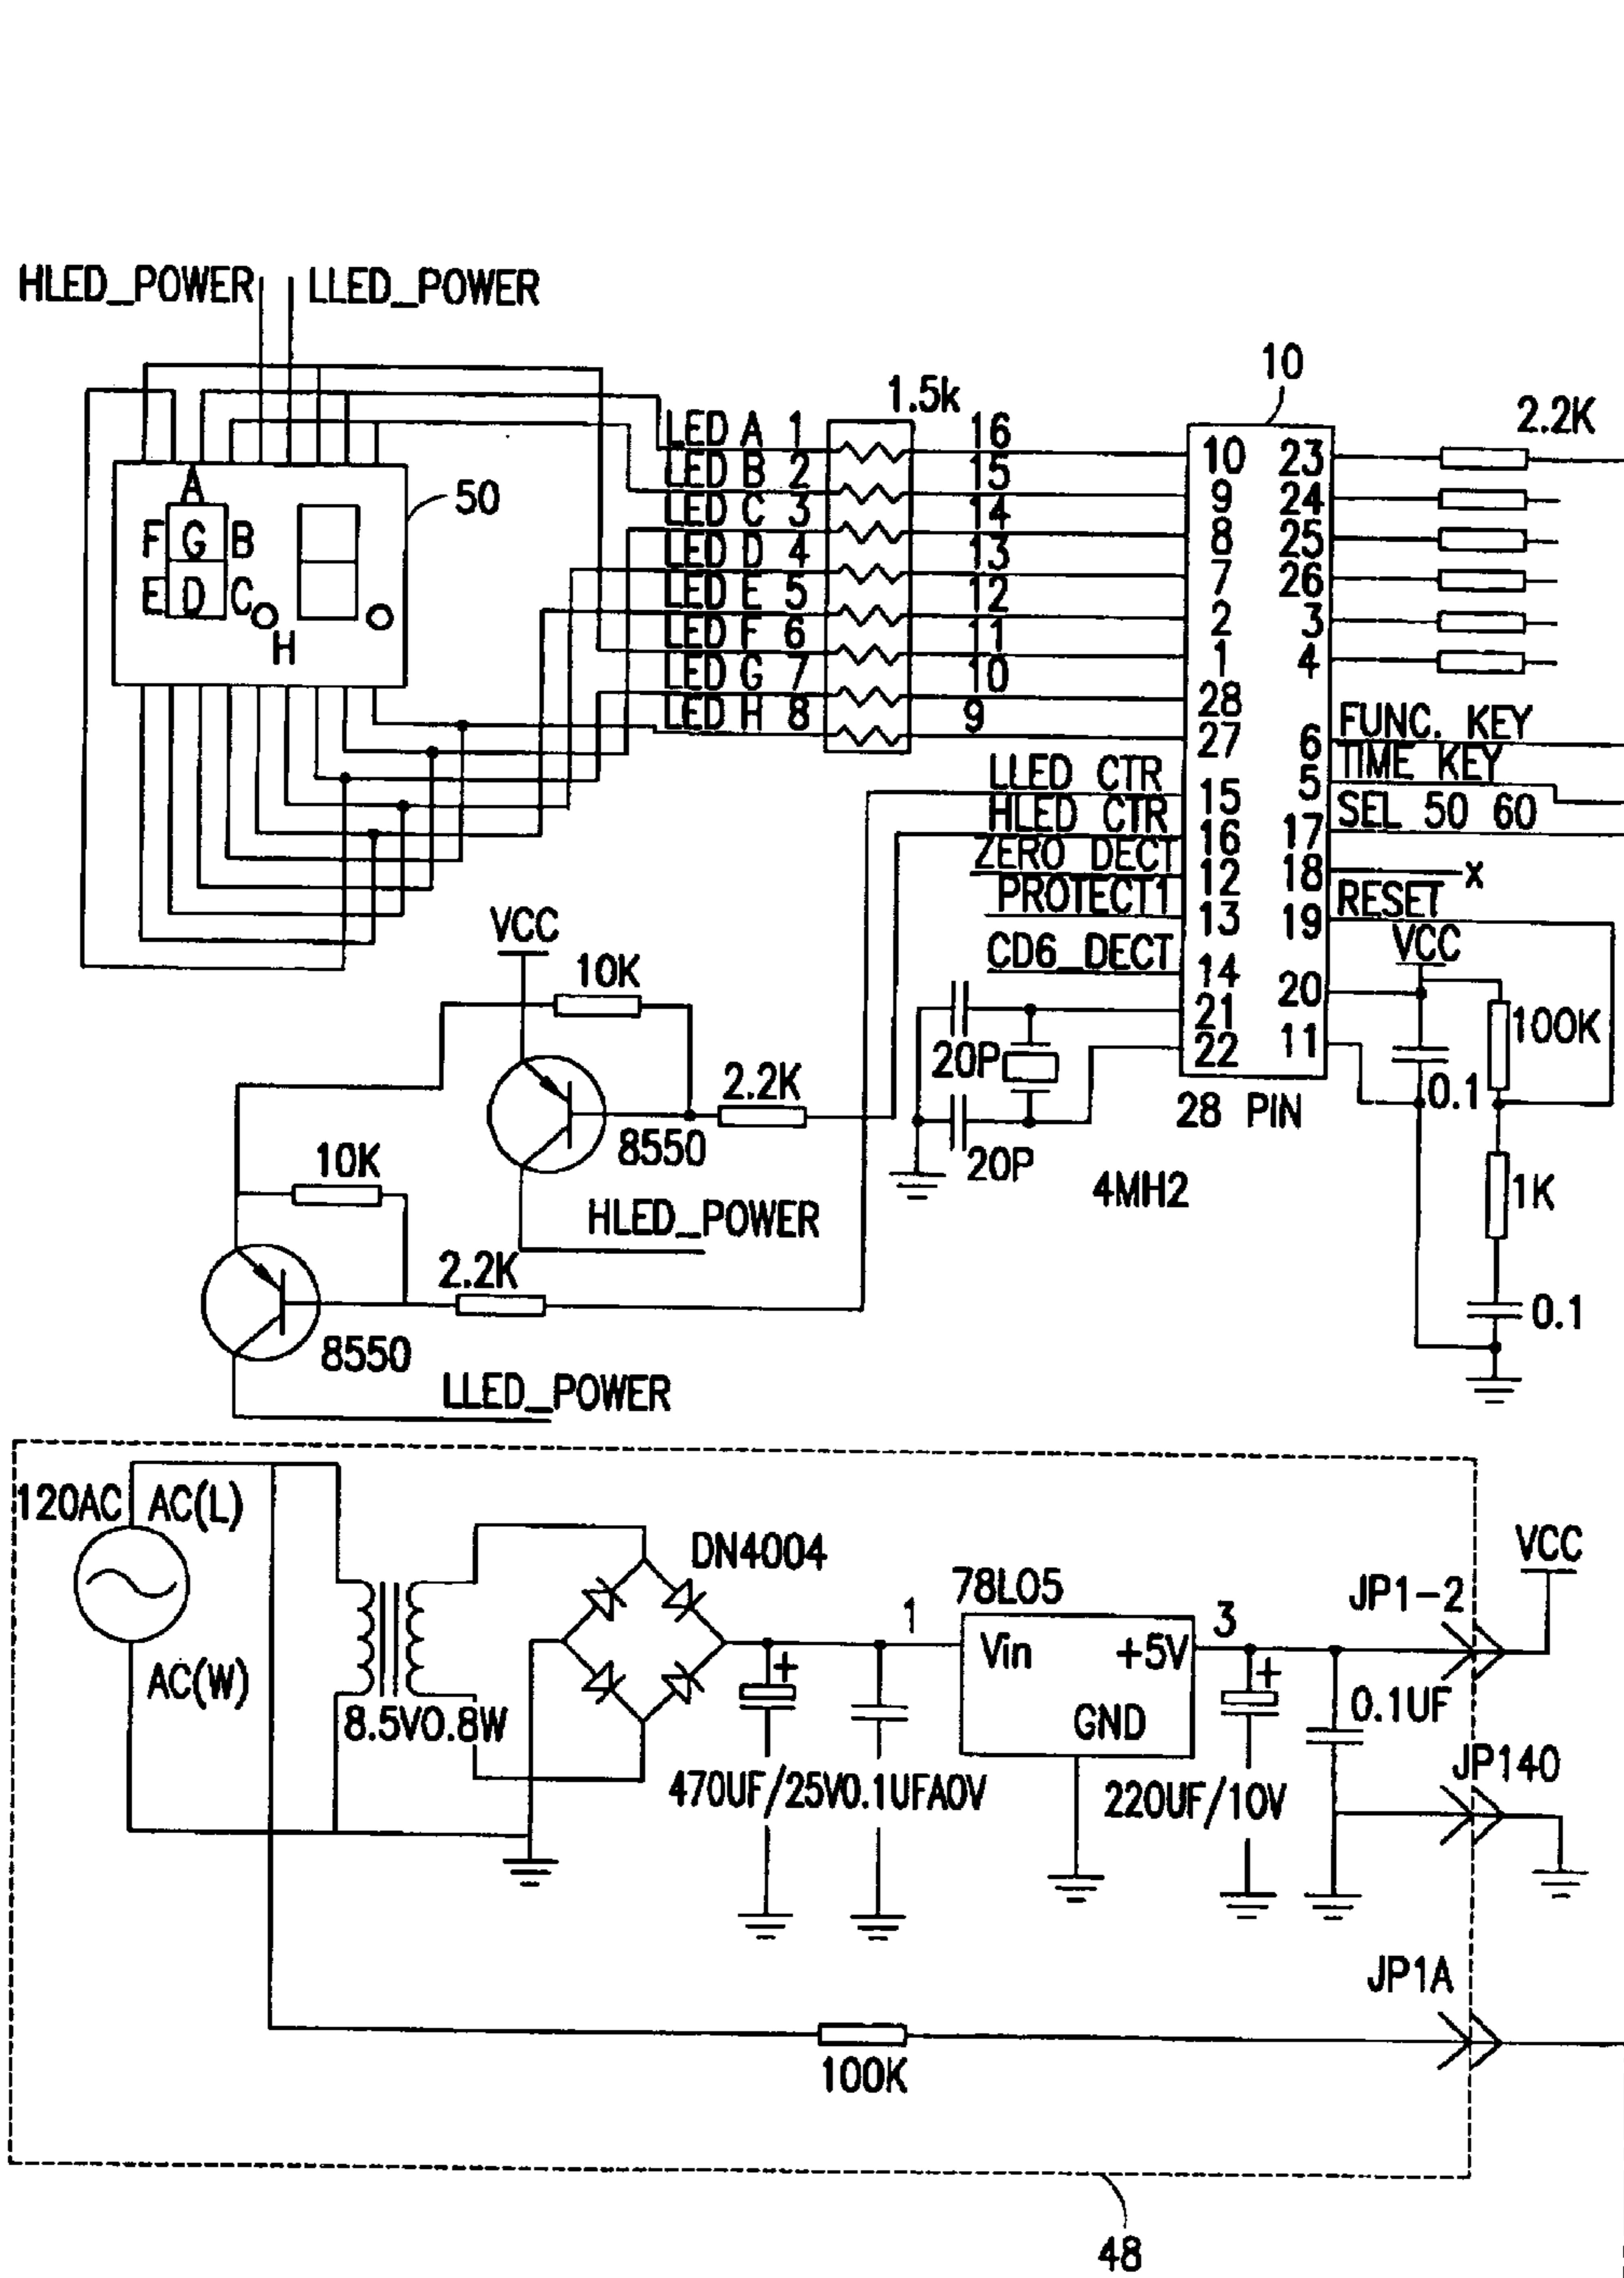 HLED_POWER LLED_POWER
10
1.5k
2.2K
LED A 1 16 10 23
LED B 2 15 9 24
LED C 3 14 8 25
LED D 4 13 7 26
LED E 5 12 2 3
LED F 6 11 1 4
LED G 7 10 28
LED H 8 9 27
A
F G B
E D C
H
50
6 FUNC. KEY
5 TIME KEY
17 SEL 50 60
18 x
19 RESET
LLED CTR 15
HLED CTR 16
ZERO DECT 12
PROTECT1 13
CD6_DECT 14
21
22
20
11
VCC
100K
0.1
1K
0.1
28 PIN
20P
20P
4MH2
VCC
10K
2.2K
8550
HLED_POWER
10K
2.2K
8550
LLED_POWER
120AC AC(L)
AC(W)
8.5V0.8W
DN4004
1
78L05
Vin +5V
GND
3
470UF/25V0.1UFA0V
220UF/10V
0.1UF
JP1-2
VCC
JP140
JP1A
100K
48